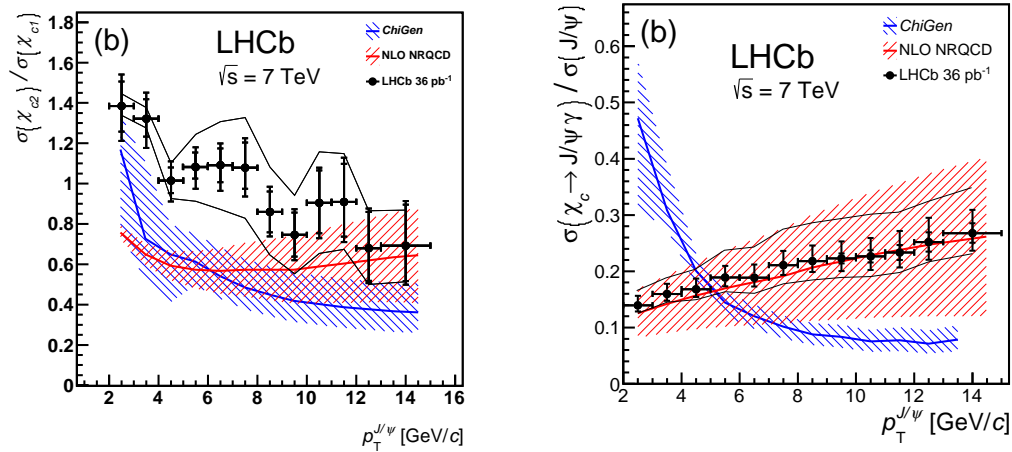 σ{χc2} / σ{χc1}
1.8
1.6
1.4
1.2
1
0.8
0.6
0.4
0.2
0
(b)
LHCb
√s = 7 TeV
ChiGen
NLO NRQCD
LHCb 36 pb⁻¹
2 4 6 8 10 12 14 16
p_T^{J/ψ} [GeV/c]
σ{χc → J/ψ γ} / σ{J/ψ}
0.6
0.5
0.4
0.3
0.2
0.1
0
(b)
LHCb
√s = 7 TeV
ChiGen
NLO NRQCD
LHCb 36 pb⁻¹
2 4 6 8 10 12 14
p_T^{J/ψ} [GeV/c]